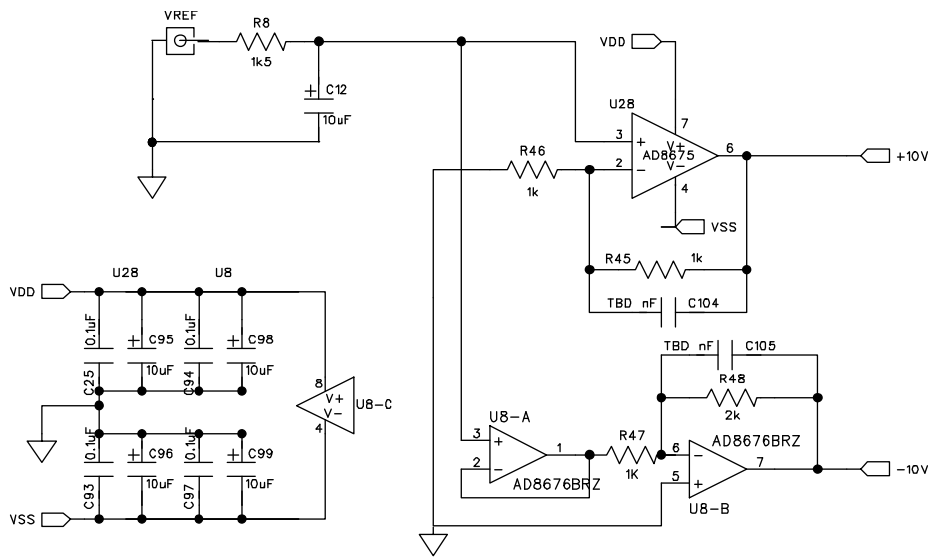 VREF
R8
1k5
+ C12
10uF
VDD
U28
7
3
+
V+
AD8675
6
+10V
2
−
V−
4
VSS
R46
1k
R45
1k
TBD nF
C104
U28
U8
VDD
0.1uF
C25
+ C95
10uF
0.1uF
C94
+ C98
10uF
8
V+
V−
4
U8-C
0.1uF
C93
+ C96
10uF
0.1uF
C97
+ C99
10uF
VSS
TBD nF
C105
R48
2k
U8-A
3
+
1
2
−
AD8676BRZ
R47
1K
AD8676BRZ
6
−
7
5
+
U8-B
−10V